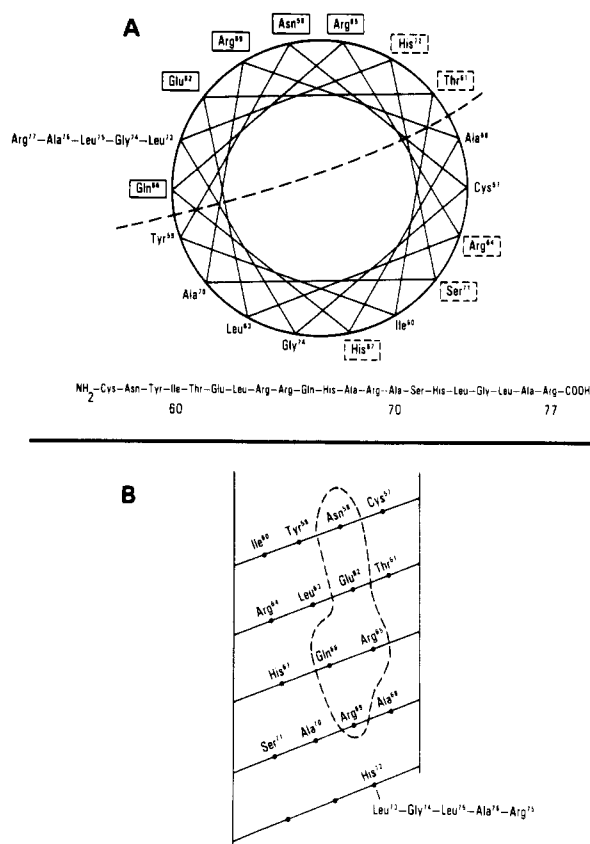 A
Asn⁵⁸ Arg⁶⁵
Arg⁶⁹ His⁷²
Glu⁶² Thr⁶¹
Arg⁷⁷—Ala⁷⁶—Leu⁷⁵—Gly⁷⁴—Leu⁷³ Ala⁶⁸
Gln⁶⁶ Cys⁵⁷
Tyr⁵⁹ Arg⁶⁴
Ala⁷⁰ Ser⁷¹
Leu⁶³ Ile⁶⁰
Gly⁷⁴ His⁶⁷
NH₂—Cys—Asn—Tyr—Ile—Thr—Glu—Leu—Arg—Arg—Gln—His—Ala—Arg—Ala—Ser—His—Leu—Gly—Leu—Ala—Arg—COOH
60 70 77
B
Ile⁶⁰ Tyr⁵⁹ Asn⁵⁸ Cys⁵⁷
Arg⁶⁴ Leu⁶³ Glu⁶² Thr⁶¹
His⁶⁷ Gln⁶⁶ Arg⁶⁵
Ser⁷¹ Ala⁷⁰ Arg⁶⁹ Ala⁶⁸
His⁷²
Leu⁷³—Gly⁷⁴—Leu⁷⁵—Ala⁷⁶—Arg⁷⁵